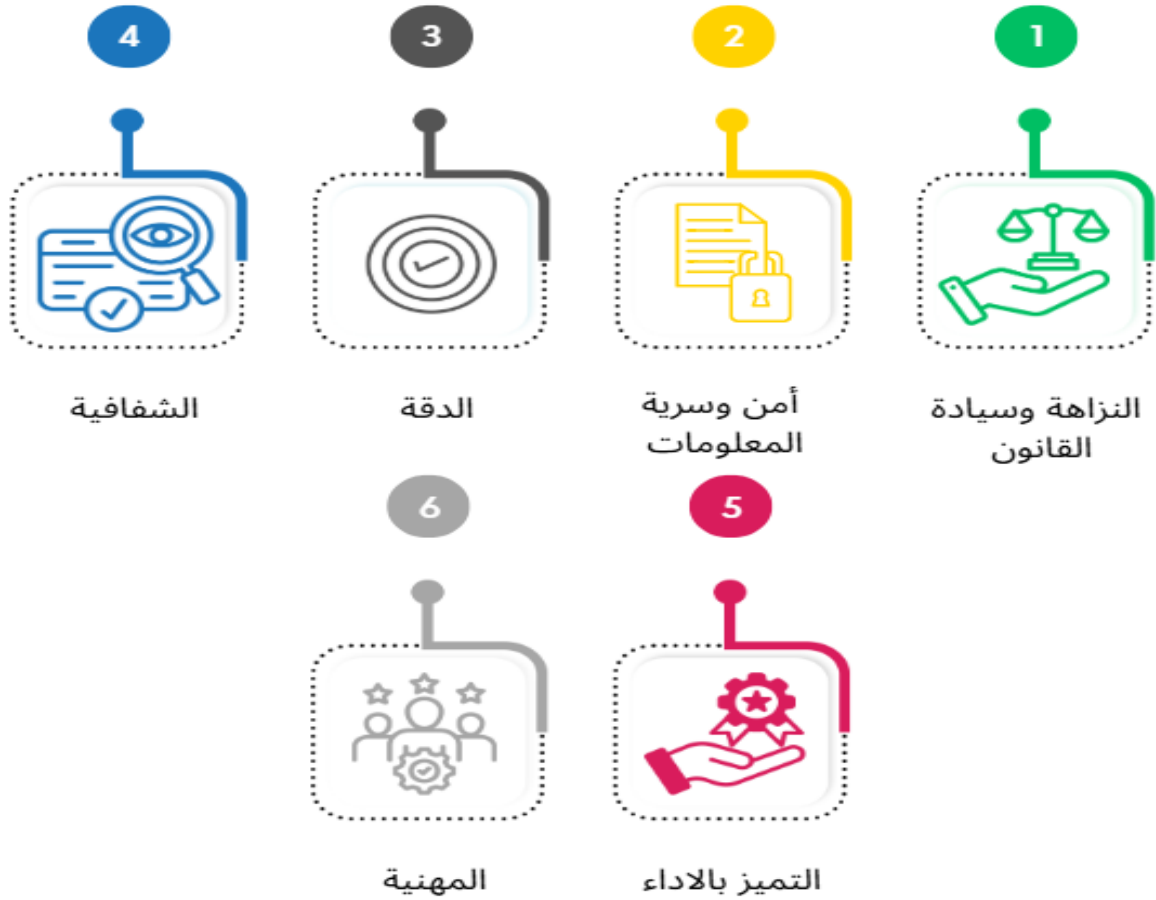 1
النزاهة وسيادة
القانون
2
أمن وسرية
المعلومات
3
الدقة
4
الشفافية
5
التميز بالاداء
6
المهنية